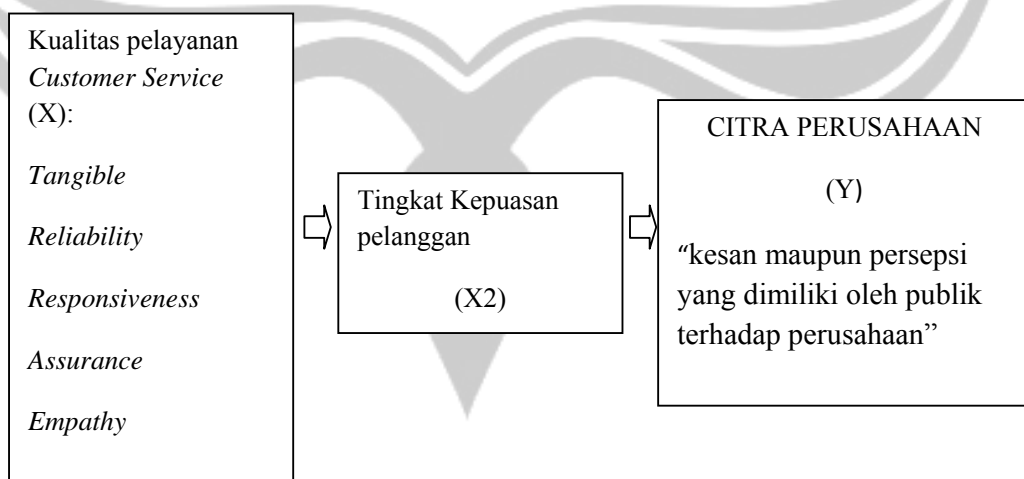 Kualitas pelayanan
Customer Service
(X):
Tangible
Reliability
Responsiveness
Assurance
Empathy
Tingkat Kepuasan
pelanggan
(X2)
CITRA PERUSAHAAN
(Y)
“kesan maupun persepsi
yang dimiliki oleh publik
terhadap perusahaan”